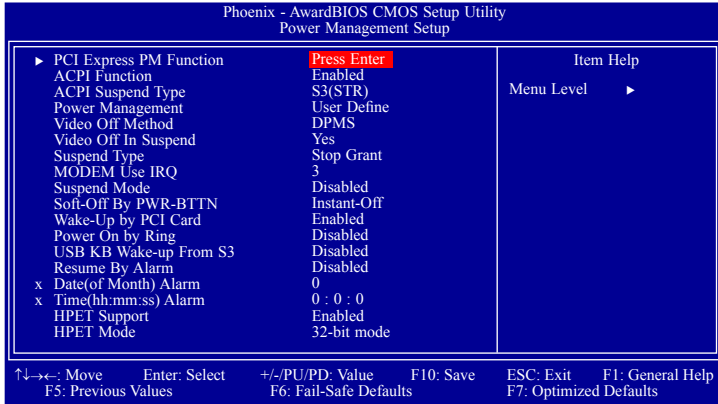 Phoenix - AwardBIOS CMOS Setup Utility
Power Management Setup
▶ PCI Express PM Function Press Enter
ACPI Function Enabled
ACPI Suspend Type S3(STR)
Power Management User Define
Video Off Method DPMS
Video Off In Suspend Yes
Suspend Type Stop Grant
MODEM Use IRQ 3
Suspend Mode Disabled
Soft-Off By PWR-BTTN Instant-Off
Wake-Up by PCI Card Enabled
Power On by Ring Disabled
USB KB Wake-up From S3 Disabled
Resume By Alarm Disabled
x Date(of Month) Alarm 0
x Time(hh:mm:ss) Alarm 0 : 0 : 0
HPET Support Enabled
HPET Mode 32-bit mode
Item Help
Menu Level ▶
↑↓→←: Move Enter: Select +/-/PU/PD: Value F10: Save ESC: Exit F1: General Help
F5: Previous Values F6: Fail-Safe Defaults F7: Optimized Defaults